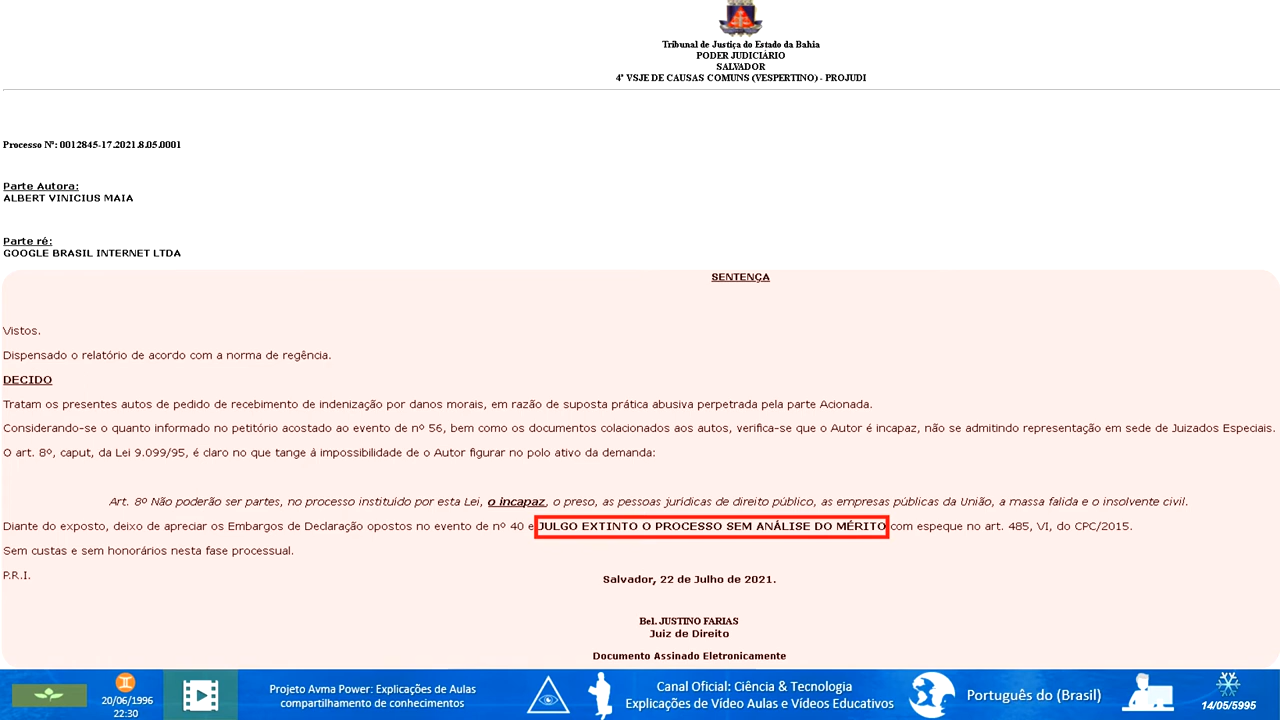 Tribunal de Justiça do Estado da Bahia
PODER JUDICIÁRIO
SALVADOR
4ª VSJE DE CAUSAS COMUNS (VESPERTINO) - PROJUDI
Processo Nº: 0012845-17.2021.8.05.0001
Parte Autora:
ALBERT VINICIUS MAIA
Parte ré:
GOOGLE BRASIL INTERNET LTDA
SENTENÇA
Vistos.
Dispensado o relatório de acordo com a norma de regência.
DECIDO
Tratam os presentes autos de pedido de recebimento de indenização por danos morais, em razão de suposta prática abusiva perpetrada pela parte Acionada.
Considerando-se o quanto informado no petitório acostado ao evento de nº 56, bem como os documentos colacionados aos autos, verifica-se que o Autor é incapaz, não se admitindo representação em sede de Juizados Especiais.
O art. 8º, caput, da Lei 9.099/95, é claro no que tange á impossibilidade de o Autor figurar no polo ativo da demanda:
Art. 8º Não poderão ser partes, no processo instituído por esta Lei, o incapaz, o preso, as pessoas jurídicas de direito público, as empresas públicas da União, a massa falida e o insolvente civil.
Diante do exposto, deixo de apreciar os Embargos de Declaração opostos no evento de nº 40 e JULGO EXTINTO O PROCESSO SEM ANÁLISE DO MÉRITO com espeque no art. 485, VI, do CPC/2015.
Sem custas e sem honorários nesta fase processual.
P.R.I.
Salvador, 22 de Julho de 2021.
Bel. JUSTINO FARIAS
Juiz de Direito
Documento Assinado Eletronicamente
20/06/1996
22:30
Projeto Avma Power: Explicações de Aulas
compartilhamento de conhecimentos
Canal Oficial: Ciência & Tecnologia
Explicações de Vídeo Aulas e Vídeos Educativos
Português do (Brasil)
14/05/5995